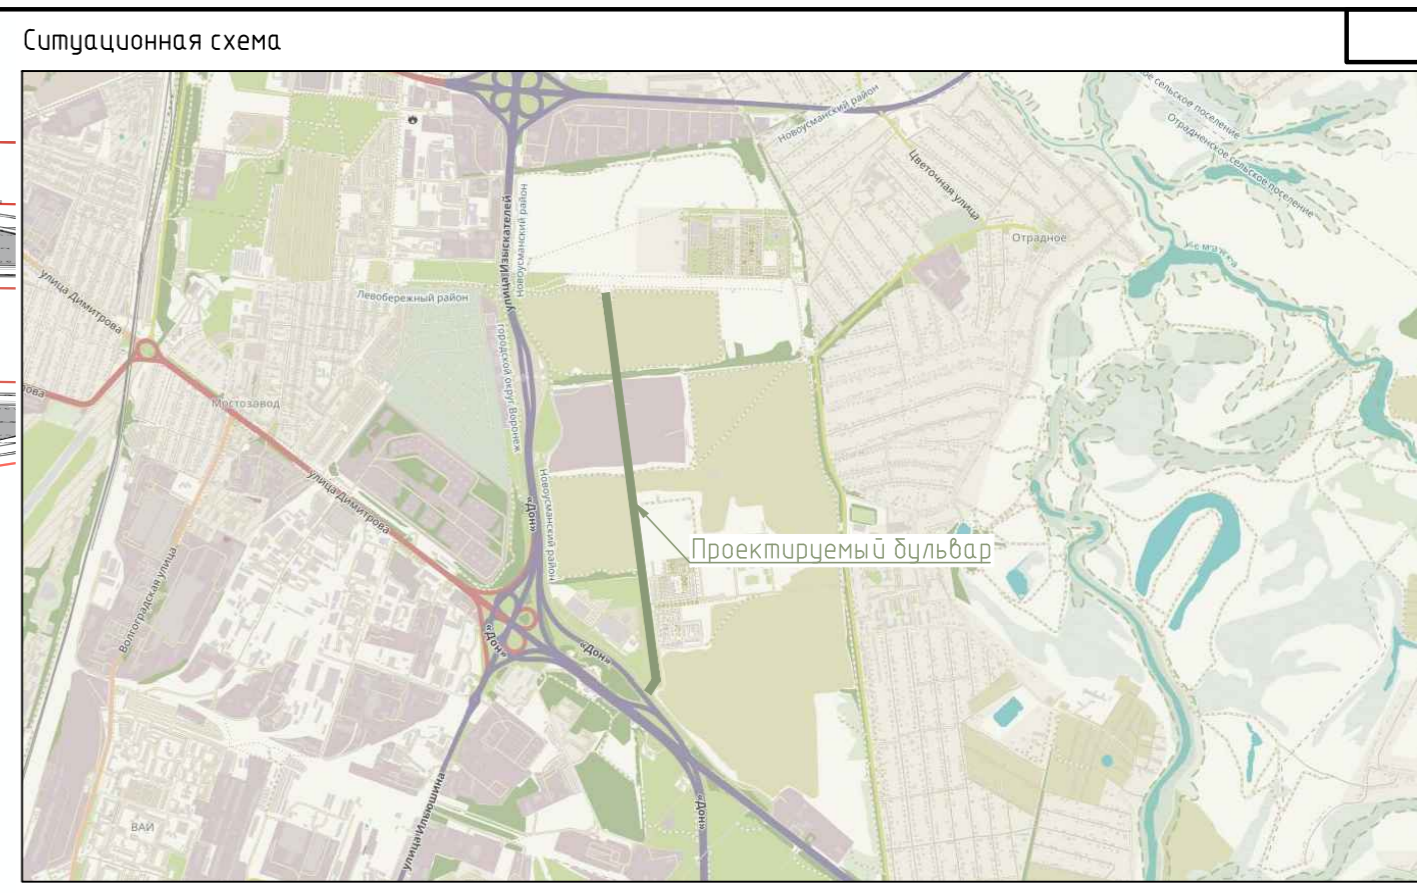 Ситуационная схема
Новоусманский район
е сельское поселение
Отрадненское сельское поселение
Цветочная улица
Отрадное
улица Изыскателей
Новоусманский район
Левобережный район
улица Димитрова
городской округ Воронеж
рова
Мостозавод
улица Димитрова
«Дон»
Новоусманский район
Проектируемый бульвар
Волгоградская улица
«Дон»
«Дон»
улица Ильюшина
«Дон»
ВАИ